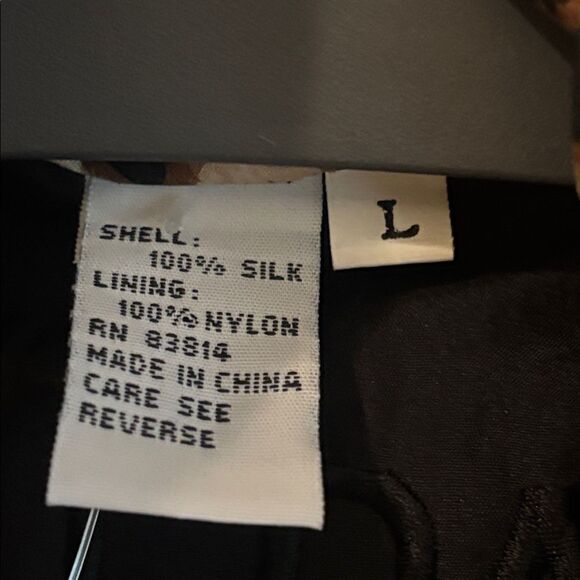 SHELL:
100% SILK
LINING:
100% NYLON
RN 83814
MADE IN CHINA
CARE SEE
REVERSE
L